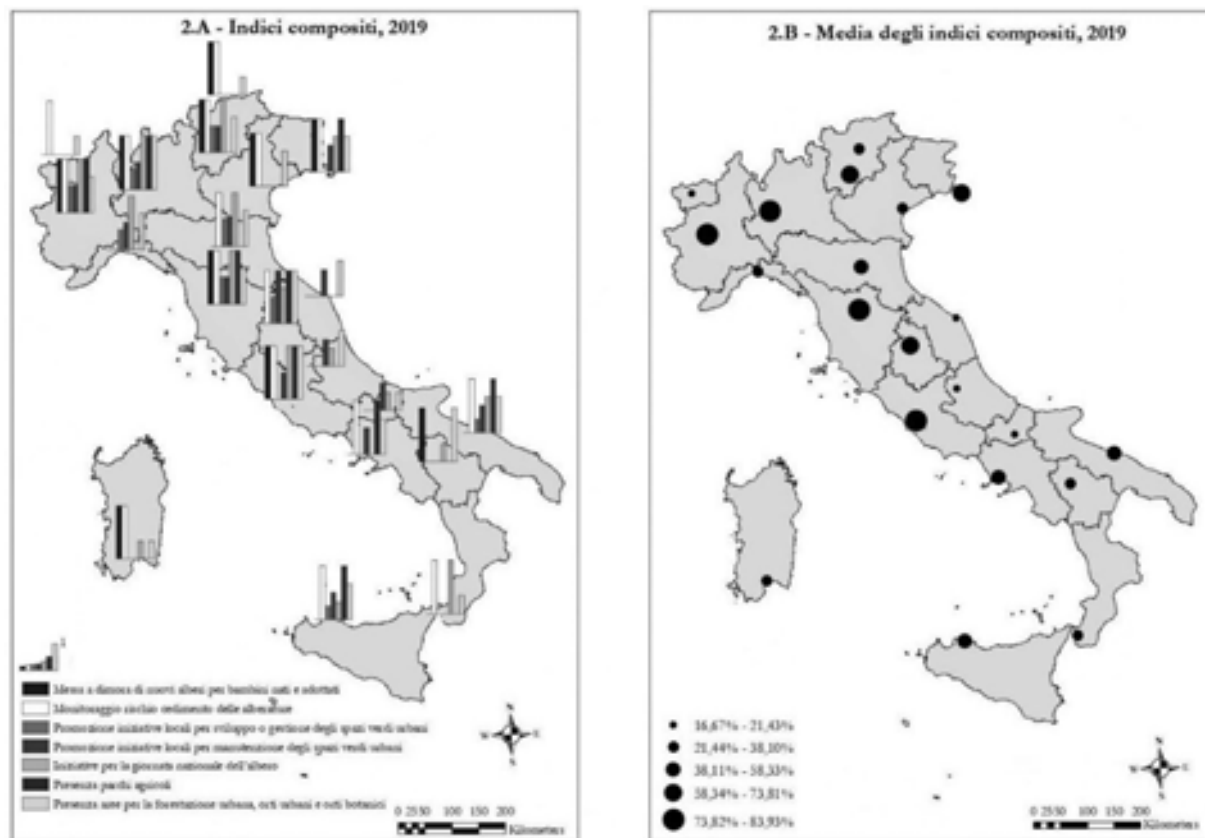 2.A - Indici compositi, 2019
1
Messa a dimora di nuovi alberi per bambini nati e adottati
Monitoraggio rischio cedimento delle alberature
Promozione iniziative locali per sviluppo o gestione degli spazi verdi urbani
Promozione iniziative locali per manutenzione degli spazi verdi urbani
Iniziative per la giornata nazionale dell'albero
Presenza parchi agricoli
Presenza aree per la forestazione urbana, orti urbani e orti botanici
N
W E
S
0 25 50 100 150 200
Kilometers
2.B - Media degli indici compositi, 2019
16,67% - 21,43%
21,44% - 38,10%
38,11% - 58,33%
58,34% - 73,81%
73,82% - 83,93%
N
W E
S
0 25 50 100 150 200
Kilometers